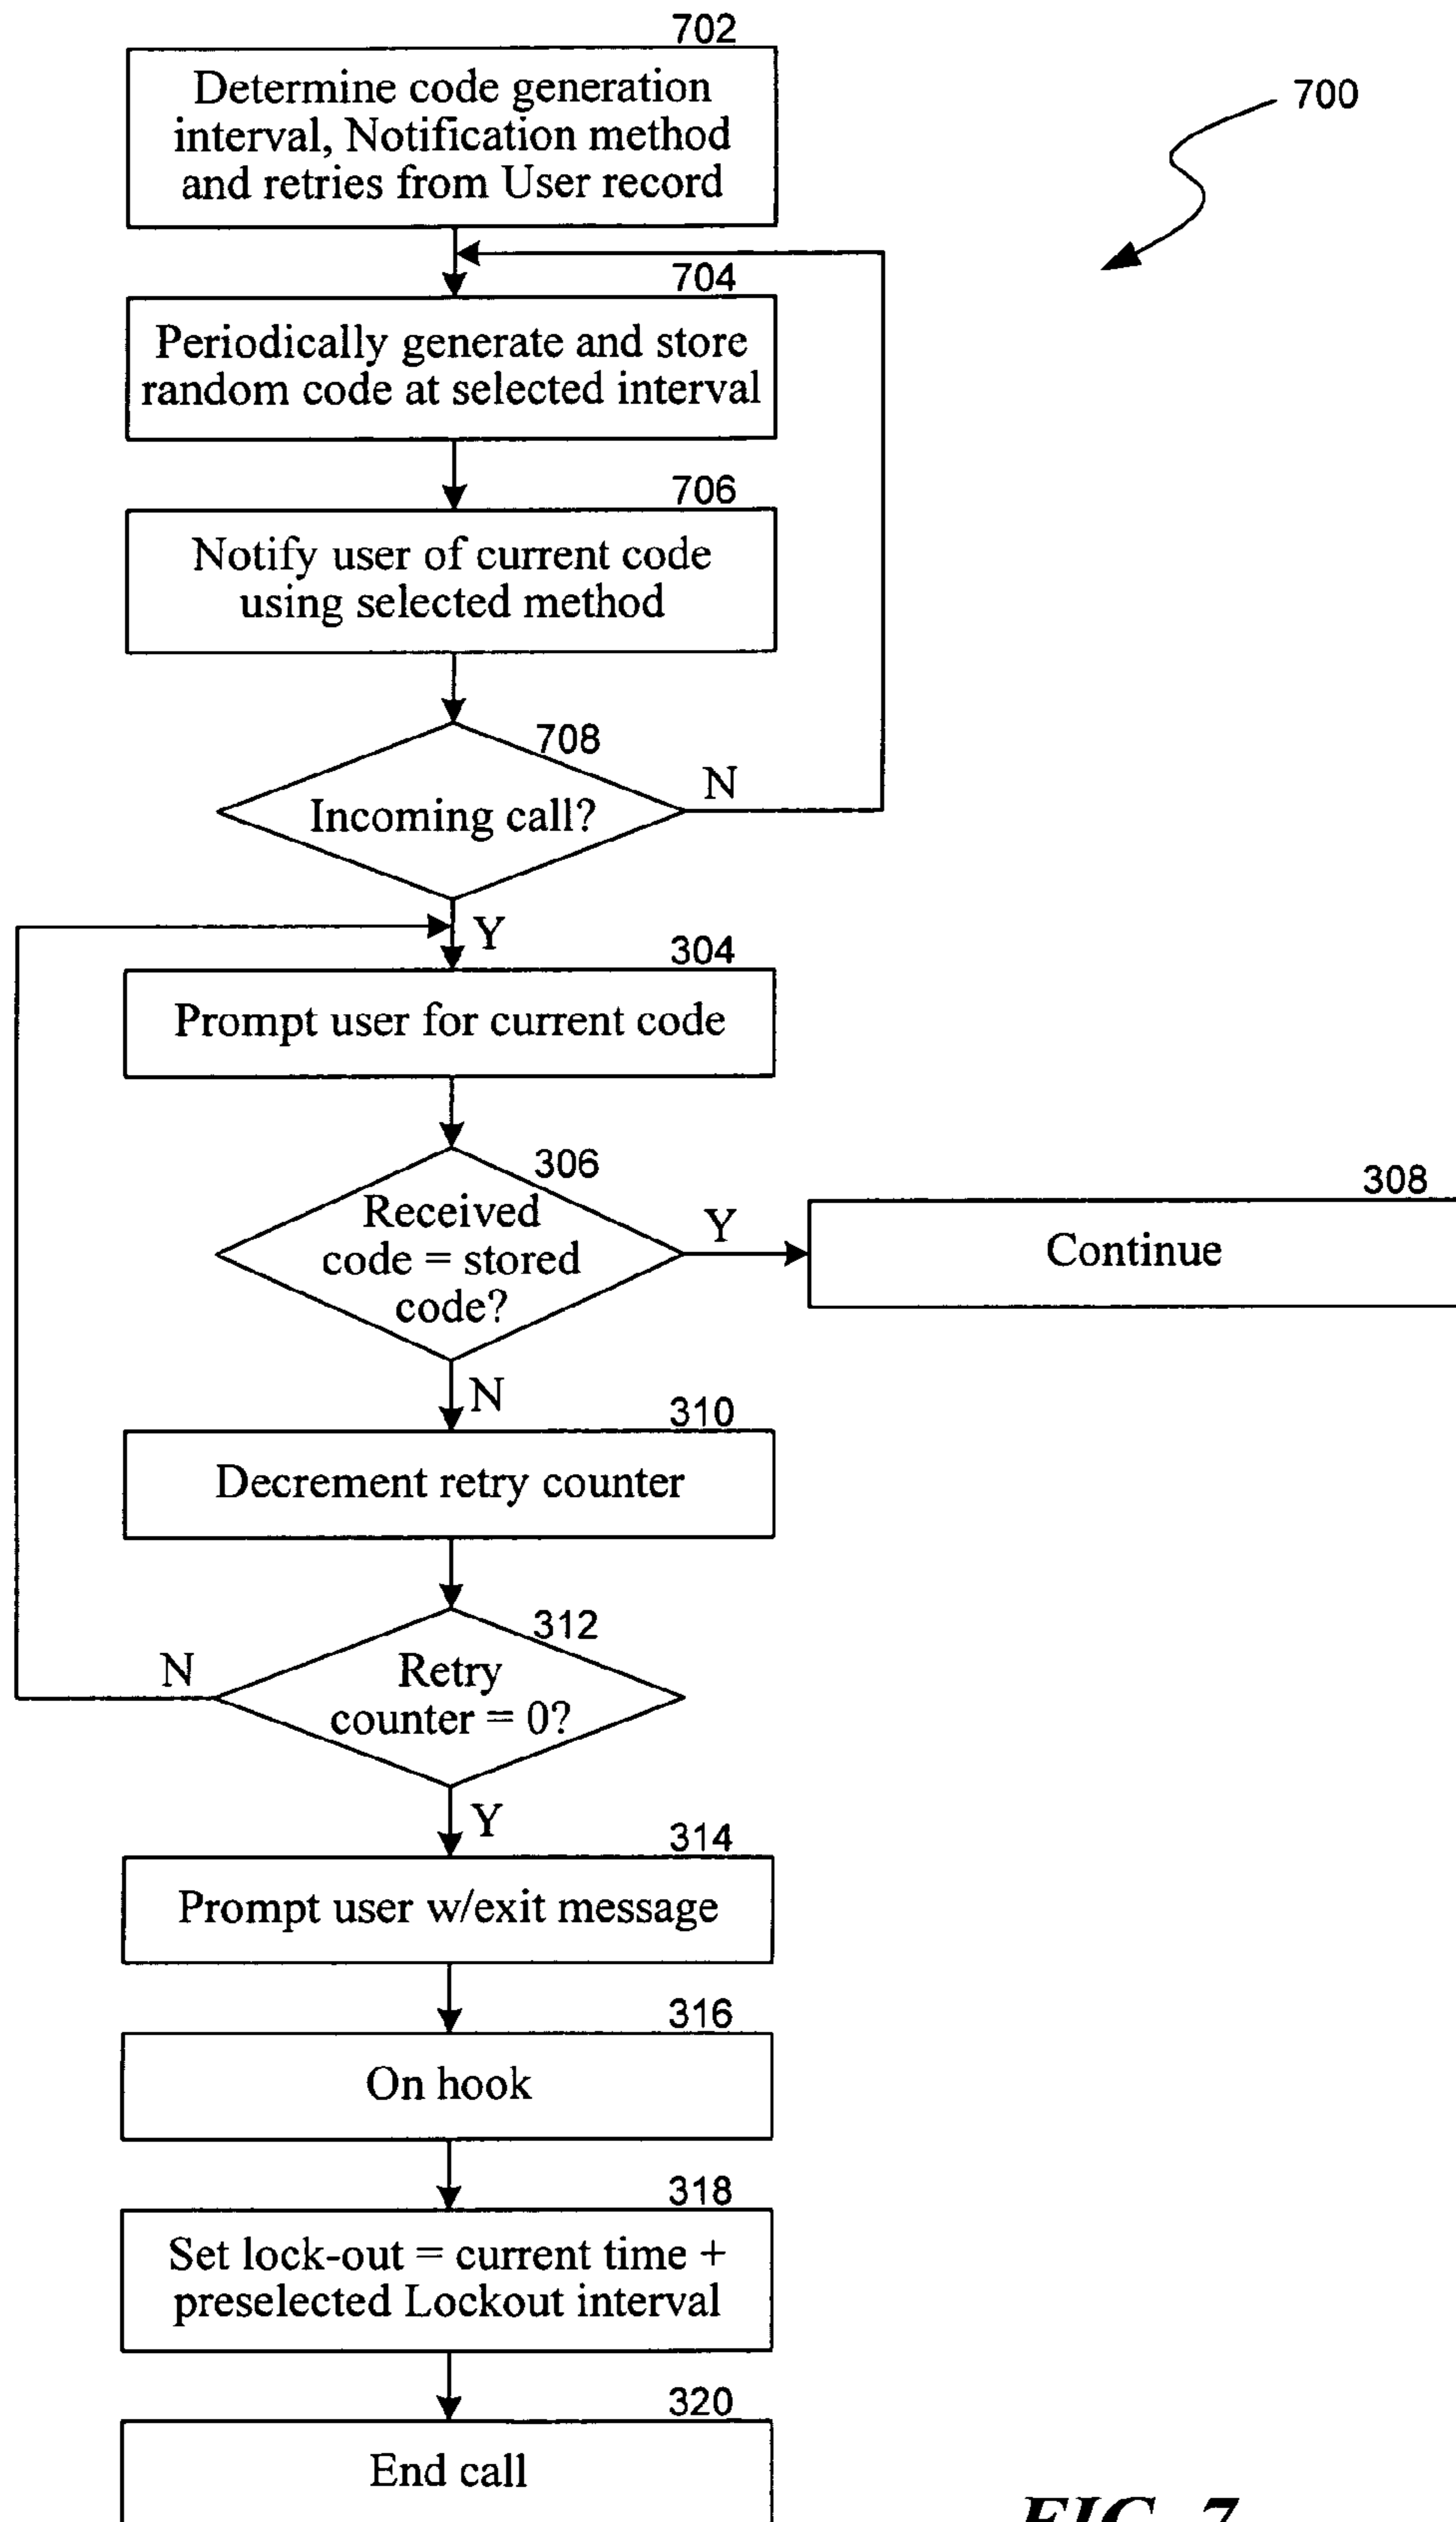 702
Determine code generation
interval, Notification method
and retries from User record
700
704
Periodically generate and store
random code at selected interval
706
Notify user of current code
using selected method
708
Incoming call?
N
Y
304
Prompt user for current code
306
Received
code = stored
code?
Y
308
Continue
N
310
Decrement retry counter
312
Retry
counter = 0?
N
Y
314
Prompt user w/exit message
316
On hook
318
Set lock-out = current time +
preselected Lockout interval
320
End call
FIG. 7